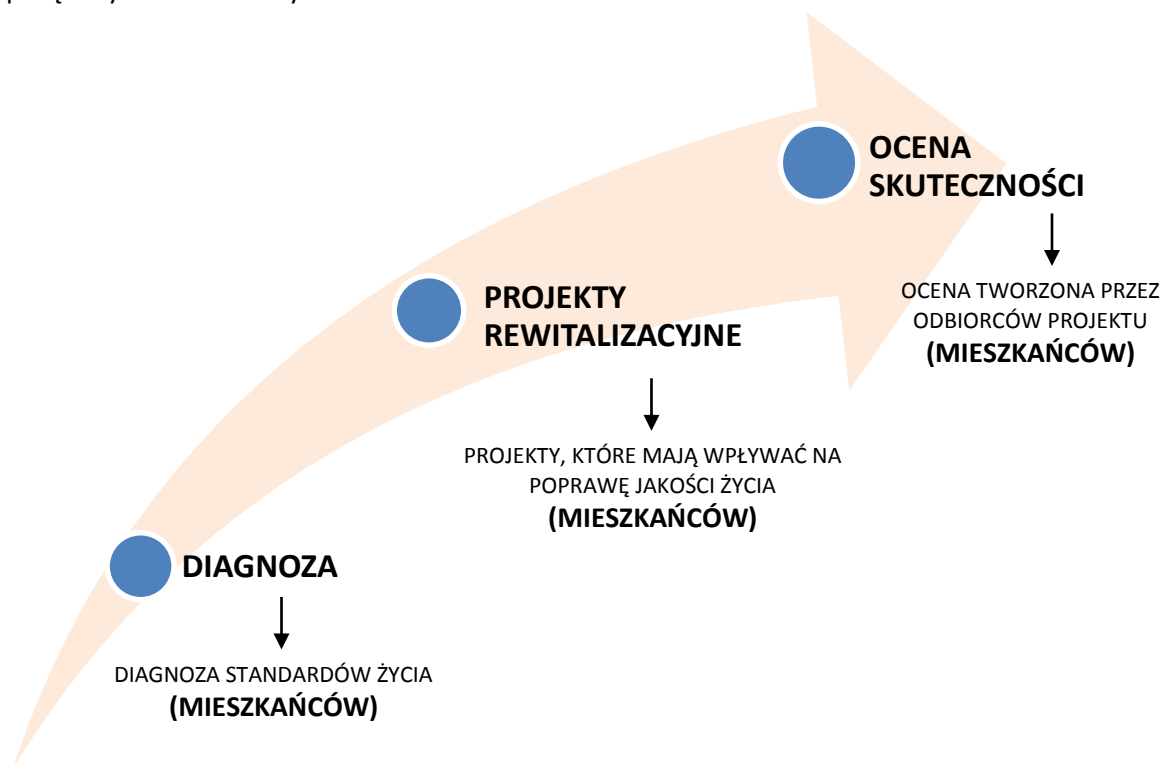 OCENA
SKUTECZNOŚCI
OCENA TWORZONA PRZEZ
ODBIORCÓW PROJEKTU
(MIESZKAŃCÓW)
PROJEKTY
REWITALIZACYJNE
PROJEKTY, KTÓRE MAJĄ WPŁYWAĆ NA
POPRAWĘ JAKOŚCI ŻYCIA
(MIESZKAŃCÓW)
DIAGNOZA
DIAGNOZA STANDARDÓW ŻYCIA
(MIESZKAŃCÓW)